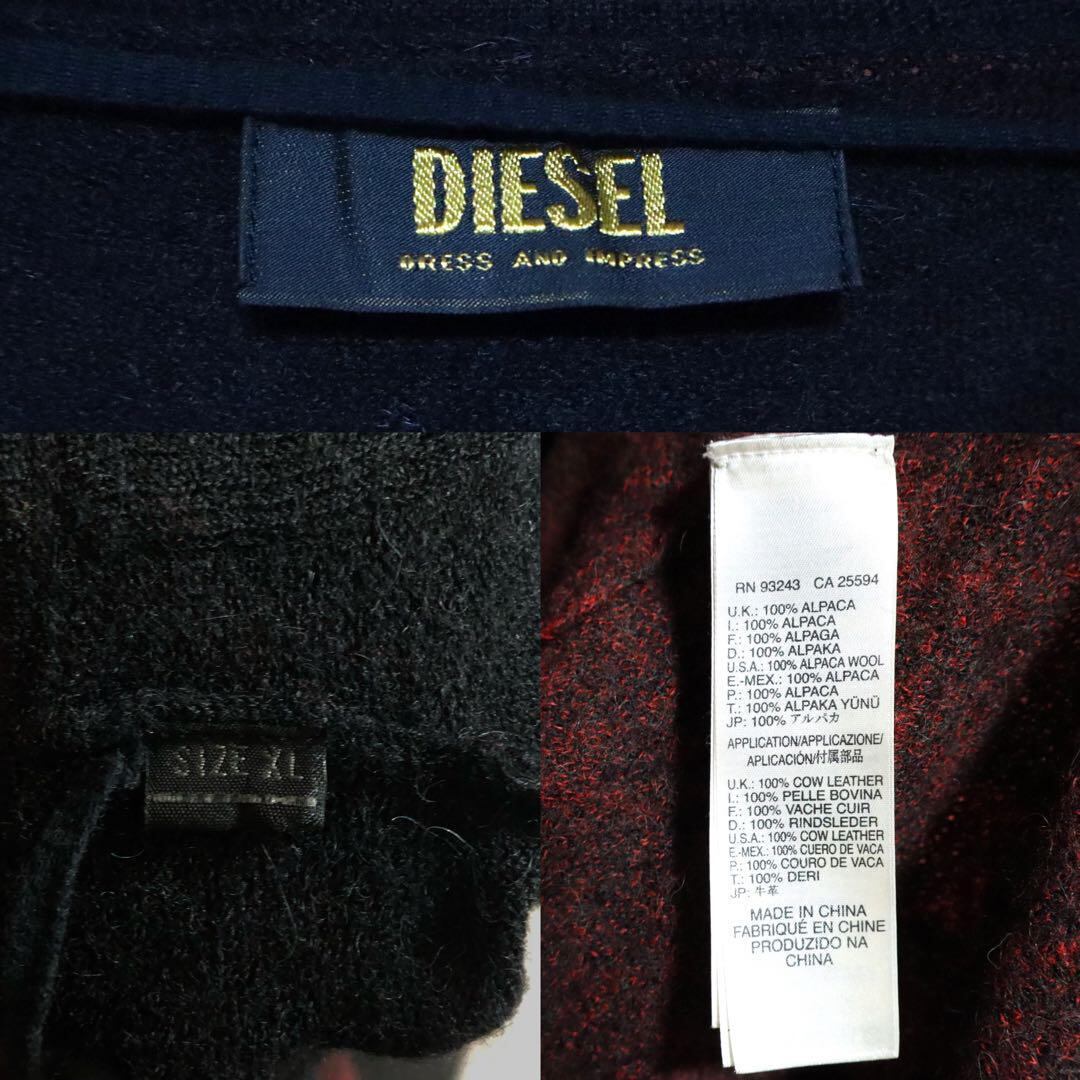 DIESEL
DRESS AND IMPRESS
SIZE XL
RN 93243 CA 25594
U.K.: 100% ALPACA
I.: 100% ALPACA
F.: 100% ALPAGA
D.: 100% ALPAKA
U.S.A.: 100% ALPACA WOOL
E.-MEX.: 100% ALPACA
P.: 100% ALPACA
T.: 100% ALPAKA YÜNÜ
JP: 100% アルパカ
APPLICATION/APPLICAZIONE/
APLICACIÓN/付属部品
U.K.: 100% COW LEATHER
I.: 100% PELLE BOVINA
F.: 100% VACHE CUIR
D.: 100% RINDSLEDER
U.S.A.: 100% COW LEATHER
E.-MEX.: 100% CUERO DE VACA
P.: 100% COURO DE VACA
T.: 100% DERI
JP: 牛革
MADE IN CHINA
FABRIQUÉ EN CHINE
PRODUZIDO NA
CHINA